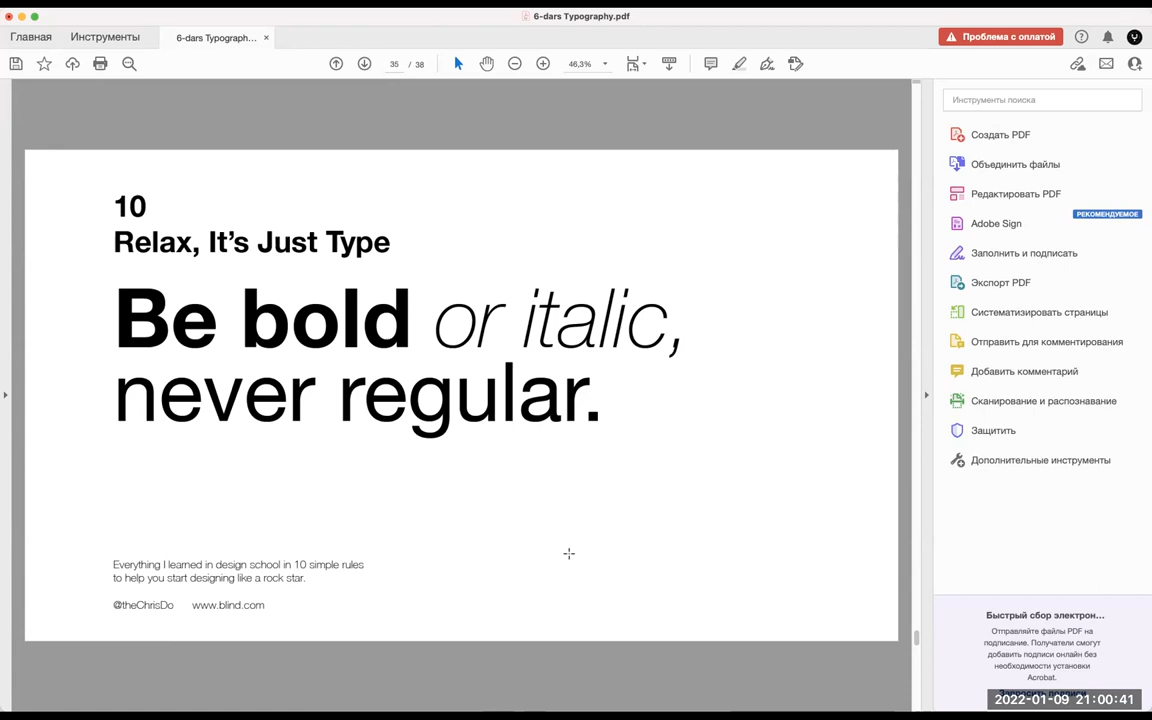 6-dars Typography.pdf
Главная
Инструменты
6-dars Typograph...
Проблема с оплатой
35 / 38
46,3%
10
Relax, It's Just Type
Be bold or italic,
never regular.
Everything I learned in design school in 10 simple rules
to help you start designing like a rock star.
@theChrisDo www.blind.com
Инструменты поиска
Создать PDF
Объединить файлы
Редактировать PDF
РЕКОМЕНДУЕМОЕ
Adobe Sign
Заполнить и подписать
Экспорт PDF
Систематизировать страницы
Отправить для комментирования
Добавить комментарий
Сканирование и распознавание
Защитить
Дополнительные инструменты
Быстрый сбор электрон...
Отправляйте файлы PDF на
подписание. Получатели смогут
добавить подписи онлайн без
необходимости установки
Acrobat.
2022-01-09 21:00:41